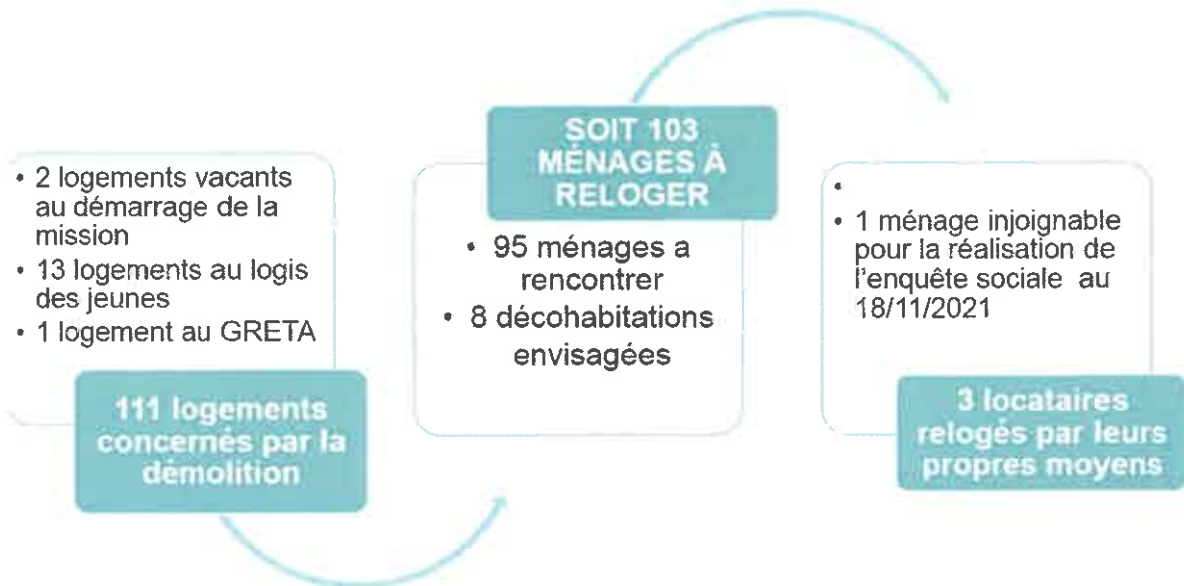 • 2 logements vacants
au démarrage de la
mission
• 13 logements au logis
des jeunes
• 1 logement au GRETA
111 logements
concernés par la
démolition
SOIT 103
MÉNAGES À
RELOGER
• 95 ménages a
rencontrer
• 8 décohabitations
envisagées
•
• 1 ménage injoignable
pour la réalisation de
l'enquête sociale au
18/11/2021
3 locataires
relogés par leurs
propres moyens